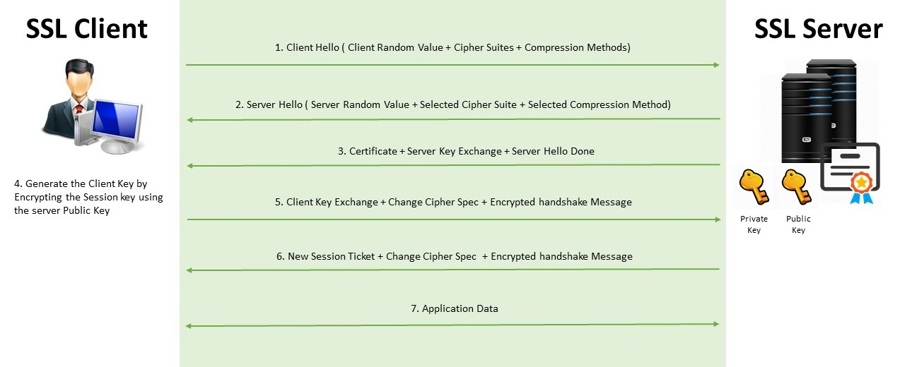 SSL Client
SSL Server
1. Client Hello ( Client Random Value + Cipher Suites + Compression Methods)
2. Server Hello ( Server Random Value + Selected Cipher Suite + Selected Compression Method)
3. Certificate + Server Key Exchange + Server Hello Done
4. Generate the Client Key by
Encrypting the Session key using
the server Public Key
5. Client Key Exchange + Change Cipher Spec + Encrypted handshake Message
Private
Key
Public
Key
6. New Session Ticket + Change Cipher Spec  + Encrypted handshake Message
7. Application Data